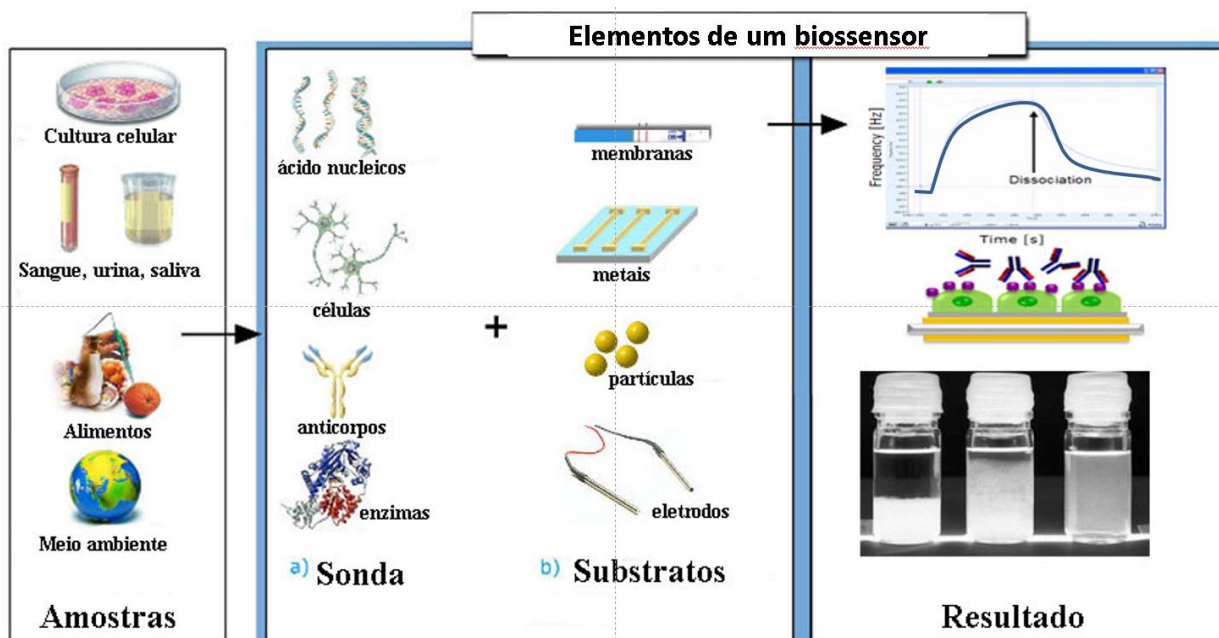 Elementos de um biossensor
Cultura celular
Sangue, urina, saliva
Alimentos
Meio ambiente
Amostras
ácido nucleicos
células
anticorpos
enzimas
a) Sonda
+
membranas
metais
partículas
eletrodos
b) Substratos
Frequency [Hz]
Dissociation
Time [s]
Resultado